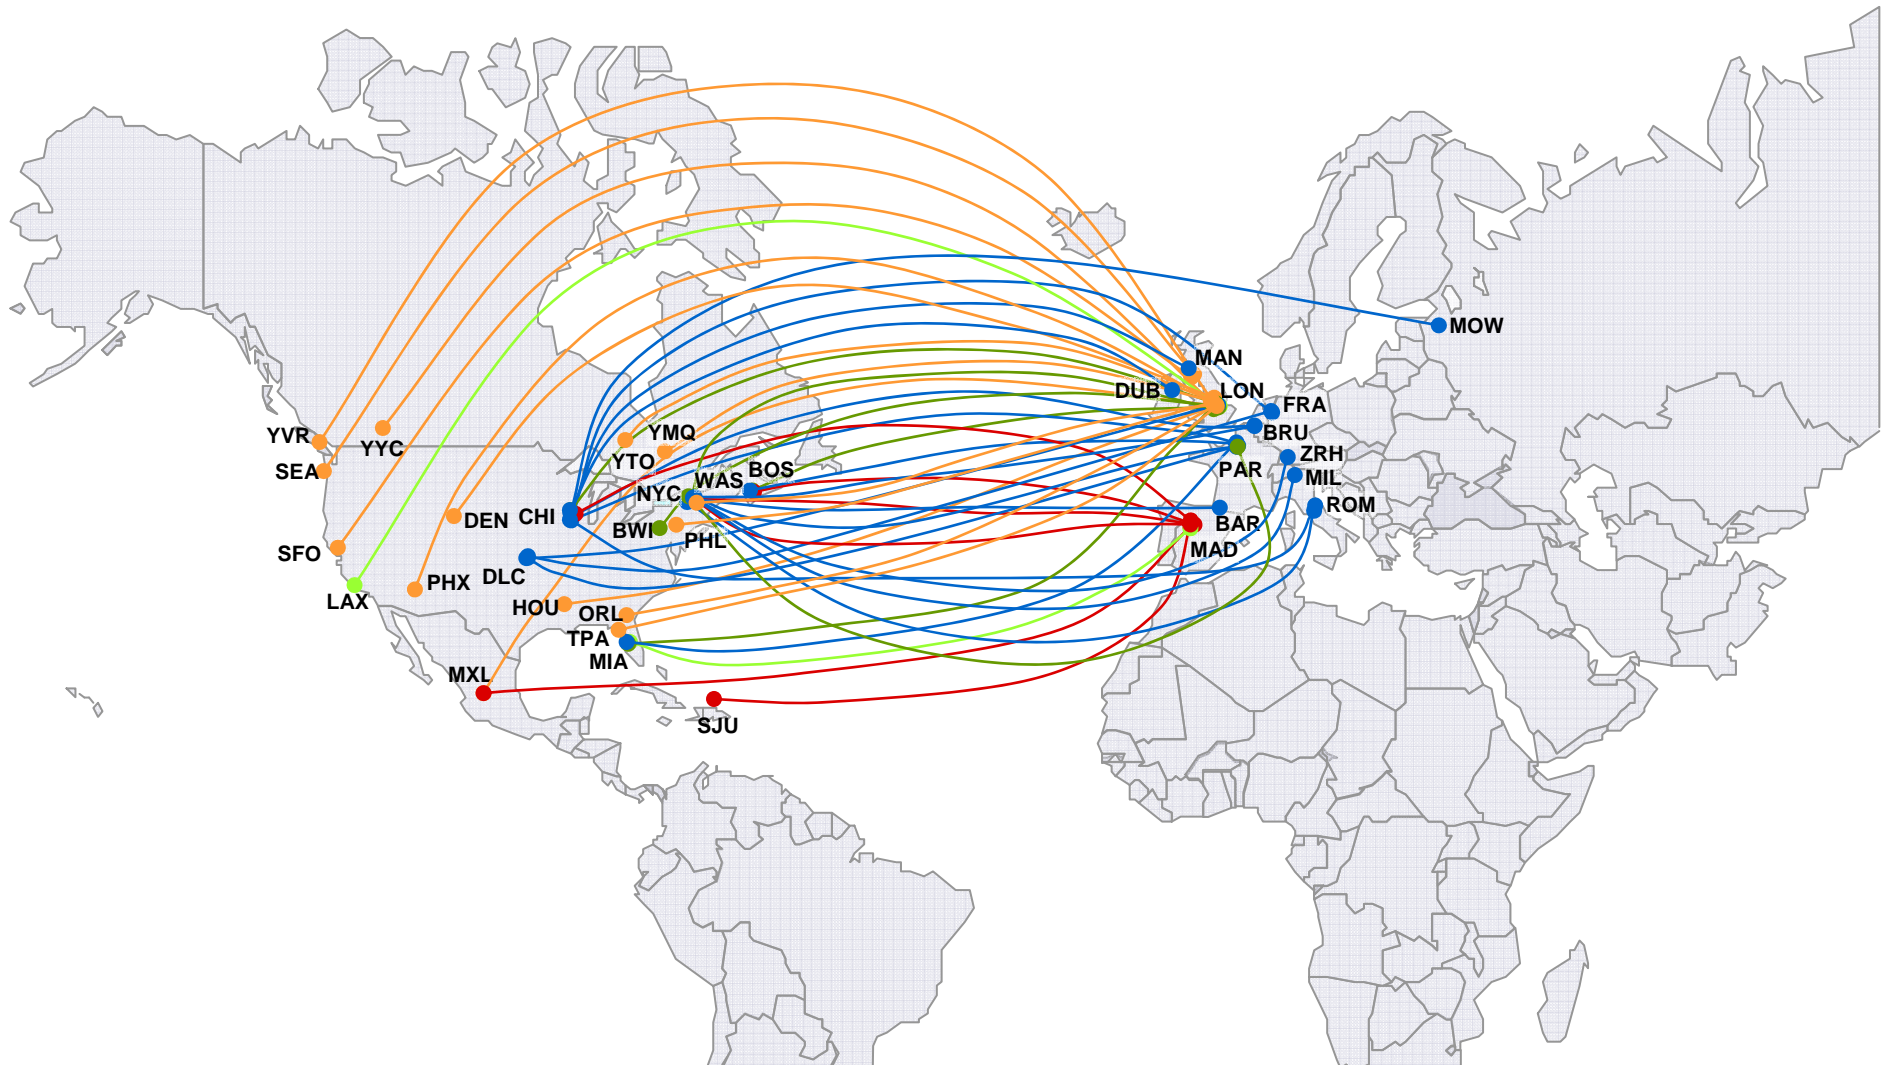 MOW
MAN
DUB
LON
FRA
YVR
YYC
YMQ
BRU
YTO
ZRH
SEA
BOS
PAR
WAS
MIL
NYC
ROM
CHI
DEN
BAR
BWI
PHL
SFO
MAD
DLC
PHX
LAX
HOU
ORL
TPA
MIA
MXL
SJU